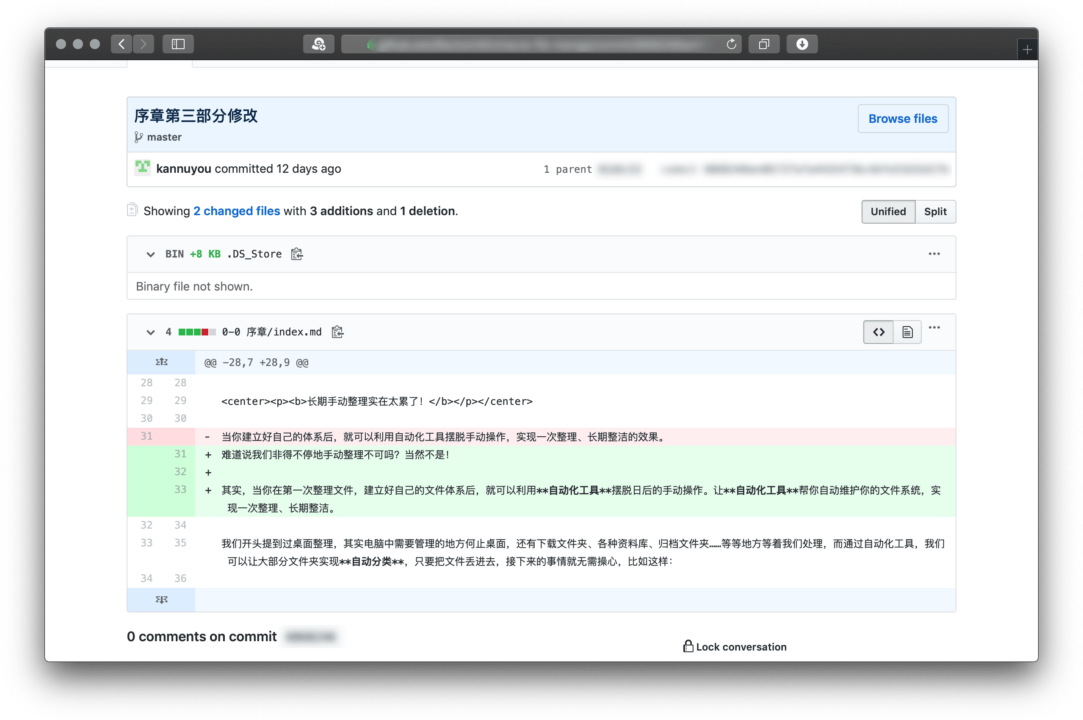 序章第三部分修改
master
Browse files
kannuyou committed 12 days ago
1 parent
Showing 2 changed files with 3 additions and 1 deletion.
Unified Split
BIN +8 KB .DS_Store
Binary file not shown.
4 0-0 序章/index.md
@@ -28,7 +28,9 @@
28 28
29 29 <center><p><b>长期手动整理实在太累了！</b></p></center>
30 30
31 - 当你建立好自己的体系后，就可以利用自动化工具摆脱手动操作，实现一次整理、长期整洁的效果。
31 + 难道说我们非得不停地手动整理不可吗？当然不是！
32 +
33 + 其实，当你在第一次整理文件，建立好自己的文件体系后，就可以利用**自动化工具**摆脱日后的手动操作。让**自动化工具**帮你自动维护你的文件系统，实
现一次整理、长期整洁。
32 34
33 35 我们开头提到过桌面整理，其实电脑中需要管理的地方何止桌面，还有下载文件夹、各种资料库、归档文件夹……等等地方等着我们处理，而通过自动化工具，我们
可以让大部分文件夹实现**自动分类**，只要把文件丢进去，接下来的事情就无需操心，比如这样：
34 36
0 comments on commit
Lock conversation